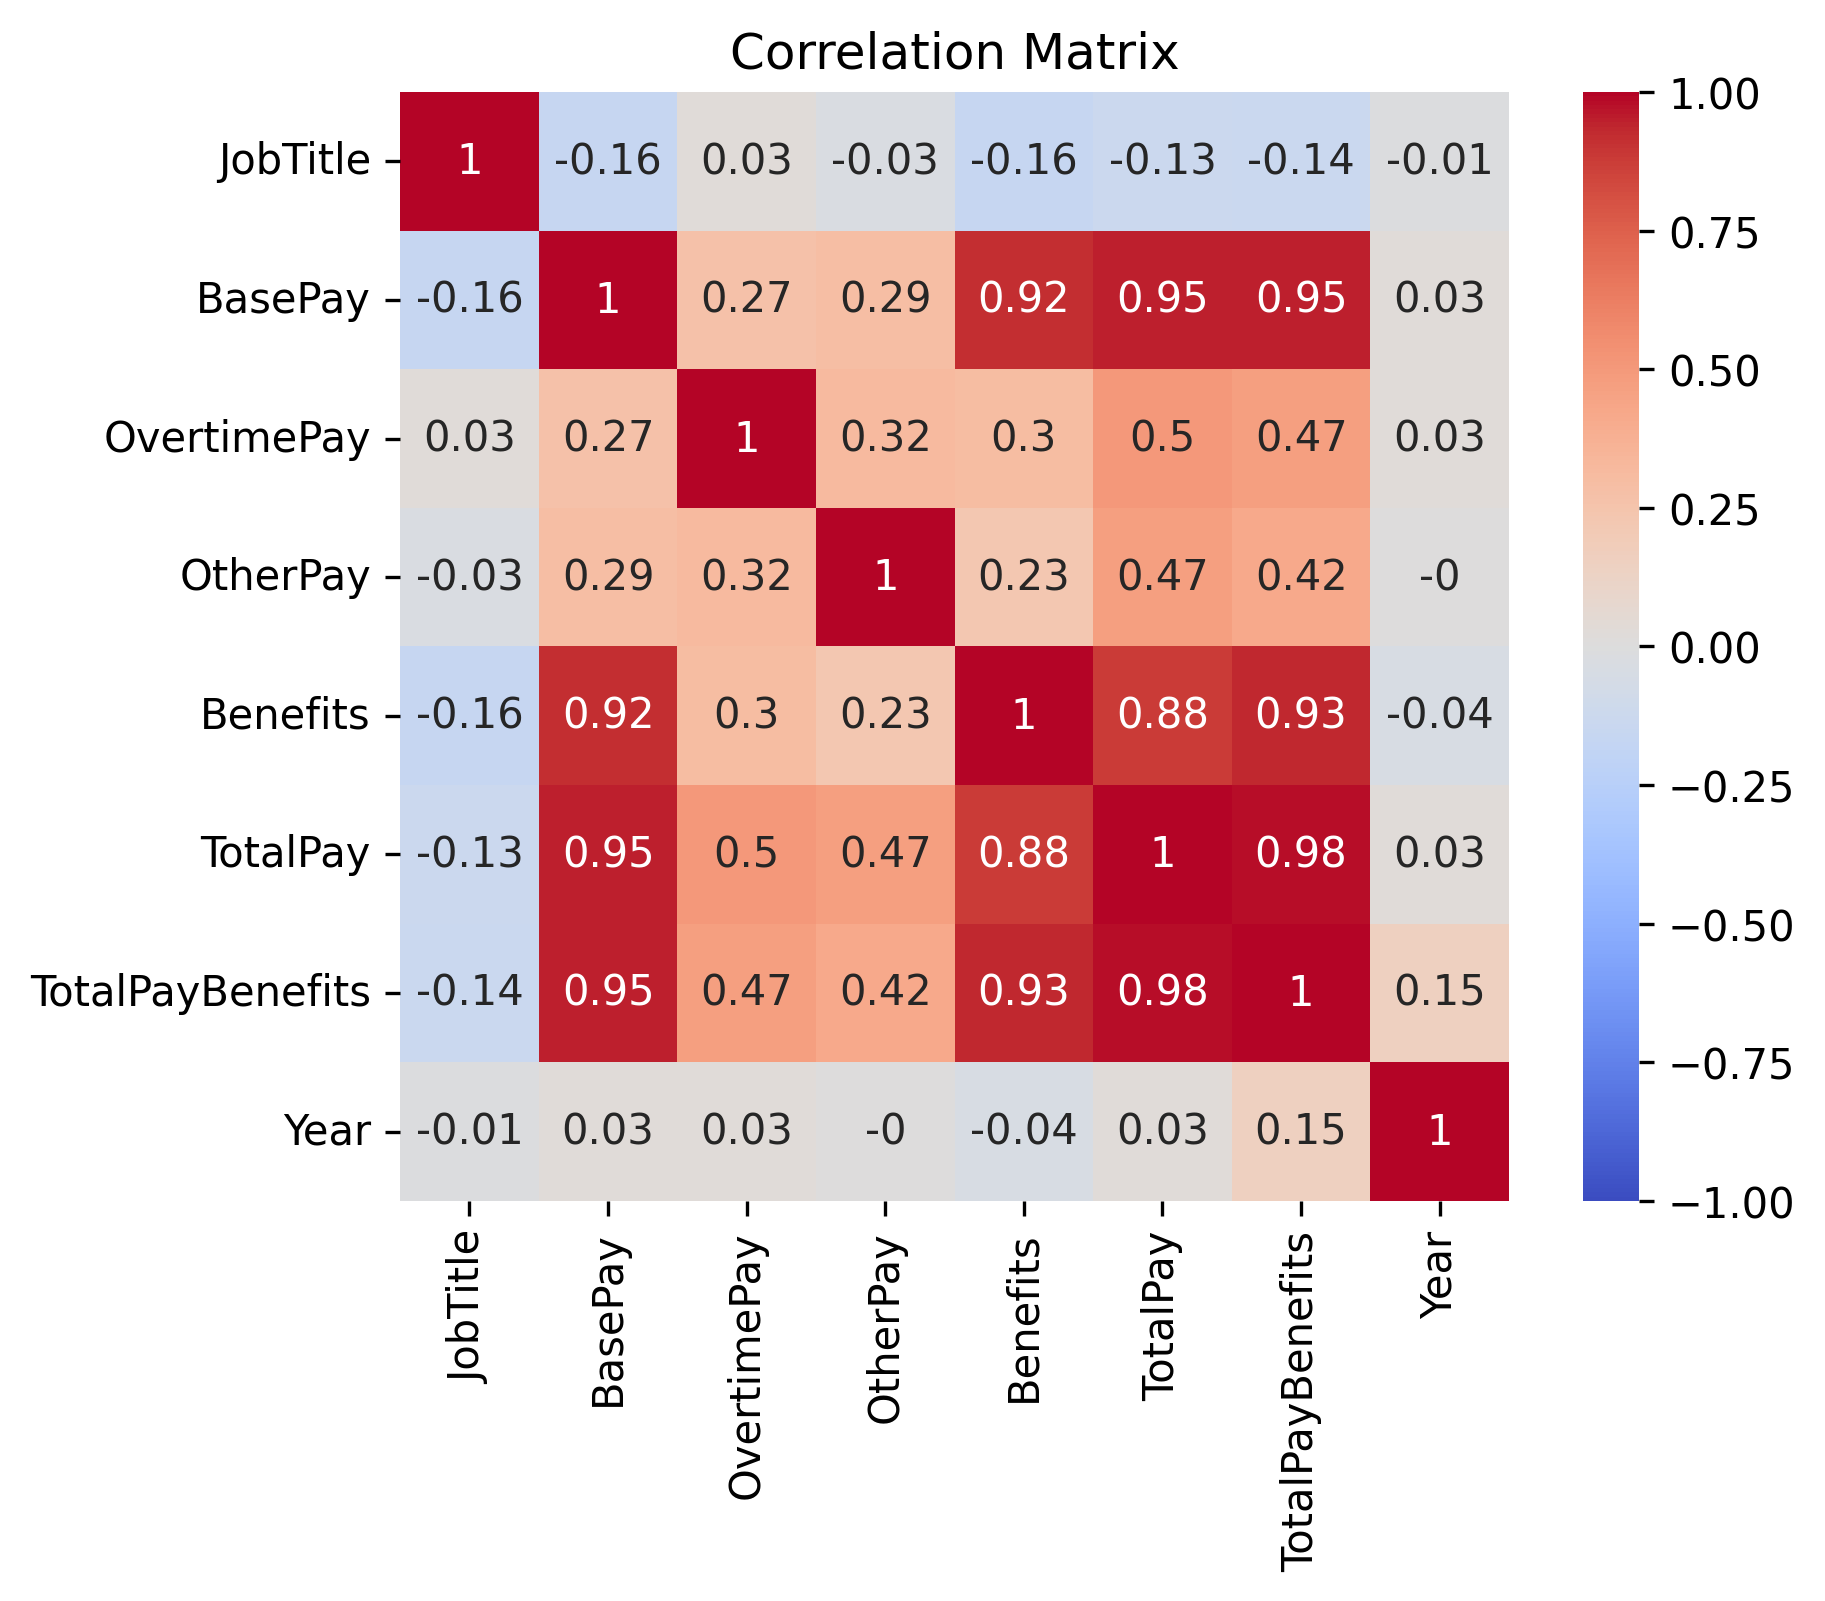 Correlation Matrix
JobTitle 1 -0.16 0.03 -0.03 -0.16 -0.13 -0.14 -0.01
BasePay -0.16 1 0.27 0.29 0.92 0.95 0.95 0.03
OvertimePay 0.03 0.27 1 0.32 0.3 0.5 0.47 0.03
OtherPay -0.03 0.29 0.32 1 0.23 0.47 0.42 -0
Benefits -0.16 0.92 0.3 0.23 1 0.88 0.93 -0.04
TotalPay -0.13 0.95 0.5 0.47 0.88 1 0.98 0.03
TotalPayBenefits -0.14 0.95 0.47 0.42 0.93 0.98 1 0.15
Year -0.01 0.03 0.03 -0 -0.04 0.03 0.15 1
JobTitle
BasePay
OvertimePay
OtherPay
Benefits
TotalPay
TotalPayBenefits
Year
1.00
0.75
0.50
0.25
0.00
−0.25
−0.50
−0.75
−1.00